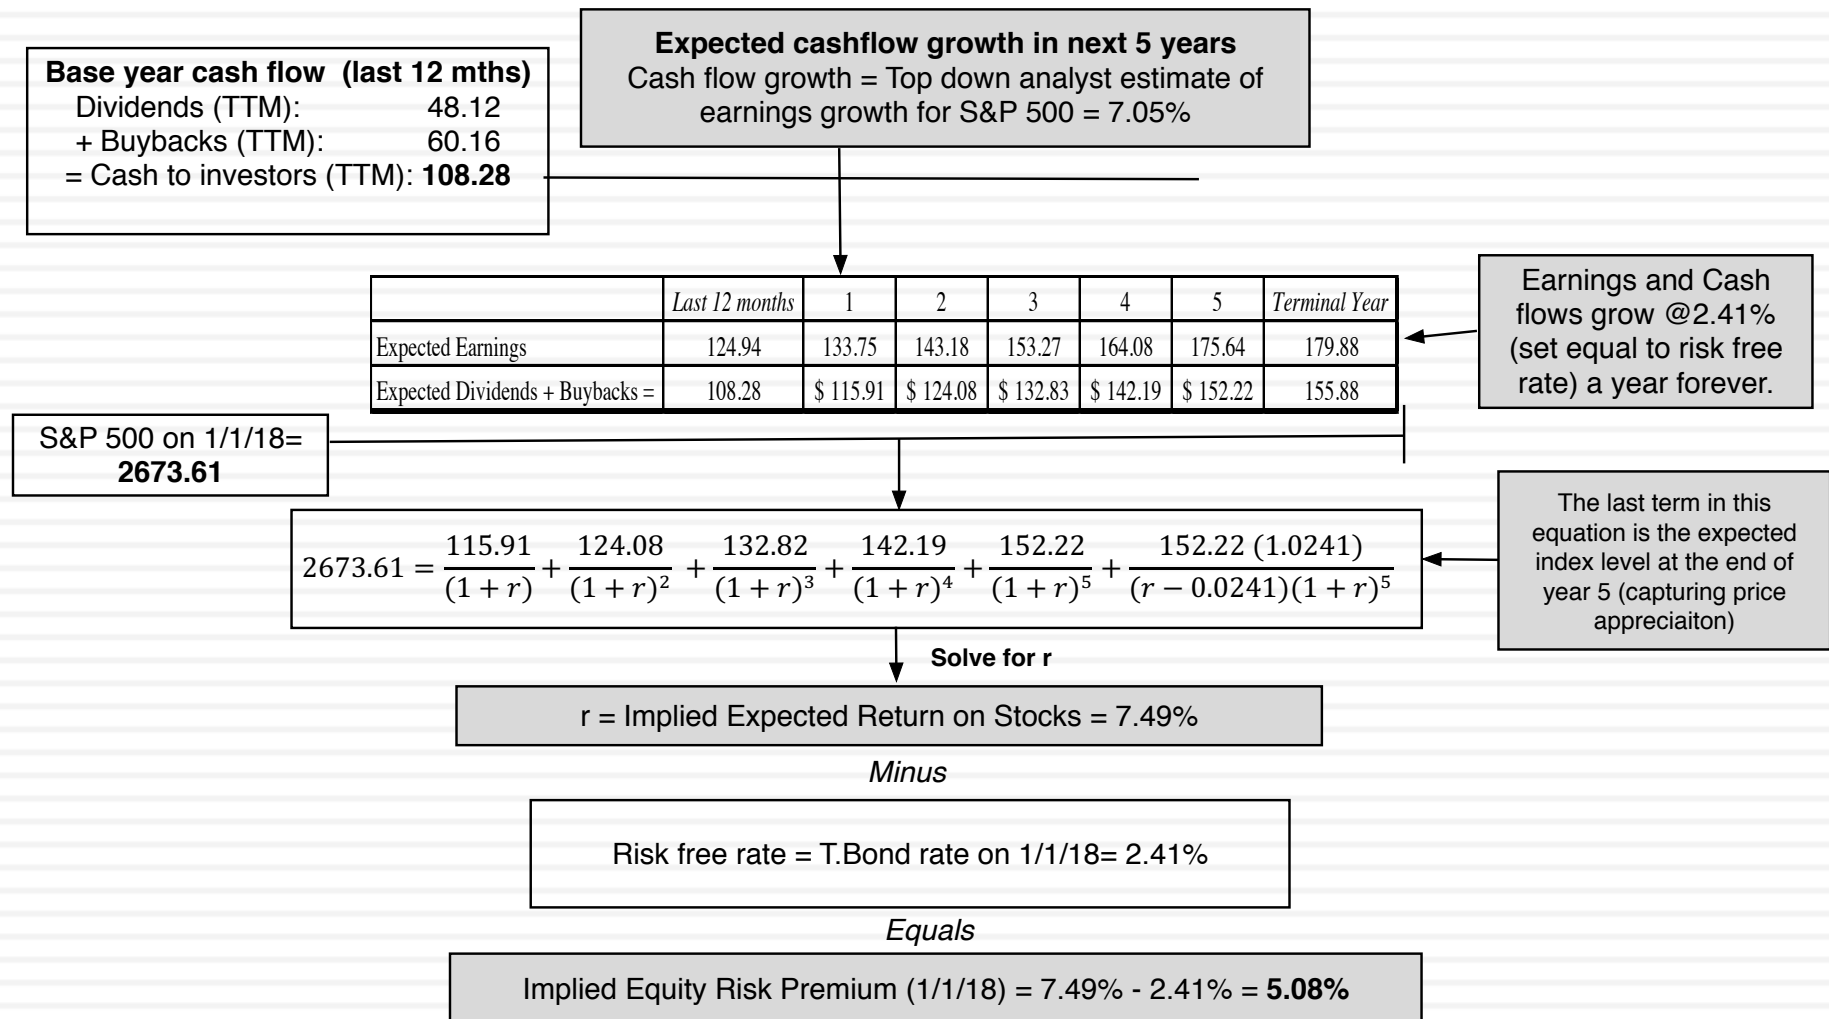 Expected cashflow growth in next 5 years
Cash flow growth = Top down analyst estimate of
earnings growth for S&P 500 = 7.05%
Base year cash flow (last 12 mths)
Dividends (TTM): 48.12
+ Buybacks (TTM): 60.16
= Cash to investors (TTM): 108.28
Last 12 months 1 2 3 4 5 Terminal Year
Expected Earnings 124.94 133.75 143.18 153.27 164.08 175.64 179.88
Expected Dividends + Buybacks = 108.28 $ 115.91 $ 124.08 $ 132.83 $ 142.19 $ 152.22 155.88
Earnings and Cash
flows grow @2.41%
(set equal to risk free
rate) a year forever.
S&P 500 on 1/1/18=
2673.61
2673.61 = 115.91/(1 + r) + 124.08/(1 + r)² + 132.82/(1 + r)³ + 142.19/(1 + r)⁴ + 152.22/(1 + r)⁵ + 152.22 (1.0241)/(r − 0.0241)(1 + r)⁵
The last term in this
equation is the expected
index level at the end of
year 5 (capturing price
appreciaiton)
Solve for r
r = Implied Expected Return on Stocks = 7.49%
Minus
Risk free rate = T.Bond rate on 1/1/18= 2.41%
Equals
Implied Equity Risk Premium (1/1/18) = 7.49% - 2.41% = 5.08%